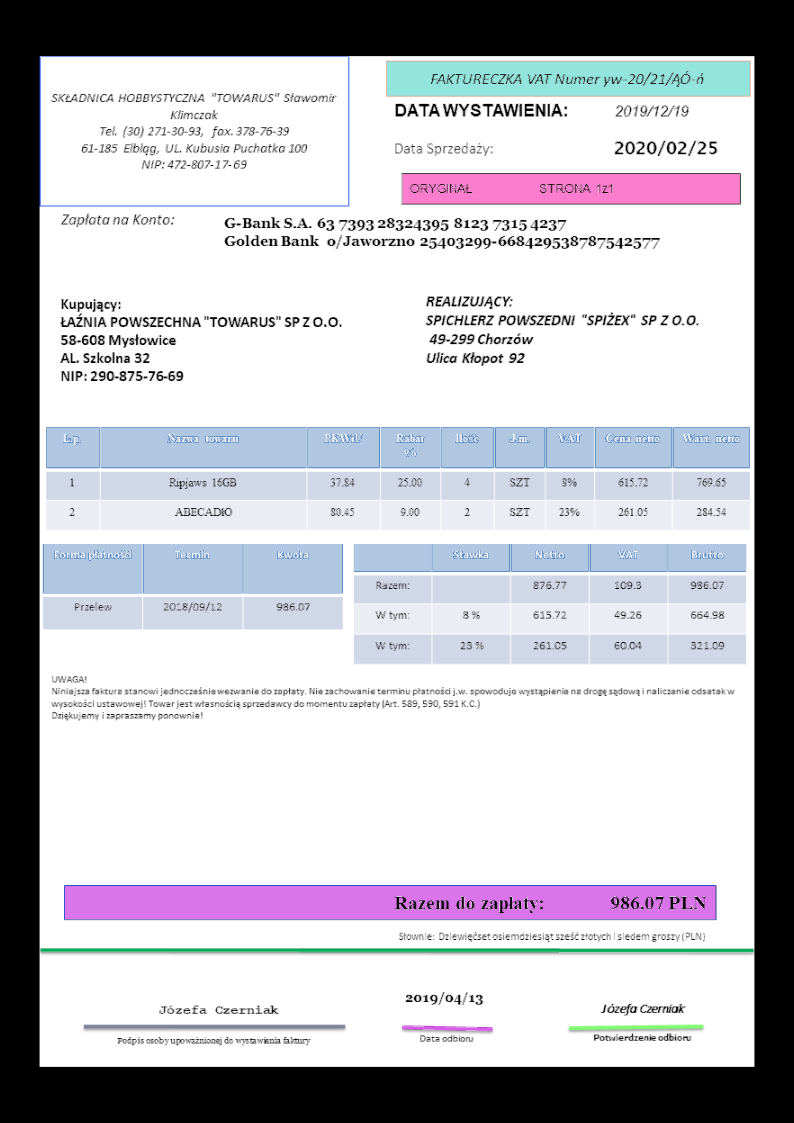 SKŁADNICA HOBBYSTYCZNA "TOWARUS" Sławomir
Klimczak
Tel. (30) 271-30-93, fax. 378-76-39
61-185 Elbląg, UL. Kubusia Puchatka 100
NIP: 472-807-17-69
FAKTURECZKA VAT Numer yw-20/21/ĄÓ-ń
DATA WYSTAWIENIA: 2019/12/19
Data Sprzedaży: 2020/02/25
ORYGINAŁ STRONA 1z1
Zapłata na Konto: G-Bank S.A. 63 7393 28324395 8123 7315 4237
Golden Bank o/Jaworzno 25403299-668429538787542577
Kupujący:
ŁAŹNIA POWSZECHNA "TOWARUS" SP Z O.O.
58-608 Mysłowice
AL. Szkolna 32
NIP: 290-875-76-69
REALIZUJĄCY:
SPICHLERZ POWSZEDNI "SPIŻEX" SP Z O.O.
49-299 Chorzów
Ulica Kłopot 92
L.p. Nazwa towaru PKWiU Rabat % Ilość J.m. VAT Cena netto Wart. netto
1 Ripjaws 16GB 37.84 25.00 4 SZT 8% 615.72 769.65
2 ABECADŁO 80.45 9.00 2 SZT 23% 261.05 284.54
Forma płatności Termin Kwota
Przelew 2018/09/12 986.07
Stawka Netto VAT Brutto
Razem: 876.77 109.3 986.07
W tym: 8 % 615.72 49.26 664.98
W tym: 23 % 261.05 60.04 321.09
UWAGA!
Niniejsza faktura stanowi jednocześnie wezwanie do zapłaty. Nie zachowanie terminu płatności j.w. spowoduje wystąpienie na drogę sądową i naliczanie odsetek w
wysokości ustawowej! Towar jest własnością sprzedawcy do momentu zapłaty (Art. 589, 590, 591 K.C.)
Dziękujemy i zapraszamy ponownie!
Razem do zapłaty: 986.07 PLN
Słownie: Dziewięćset osiemdziesiąt sześć złotych i siedem groszy (PLN)
Józefa Czerniak
Podpis osoby upoważnionej do wystawienia faktury
2019/04/13
Data odbioru
Józefa Czerniak
Potwierdzenie odbioru